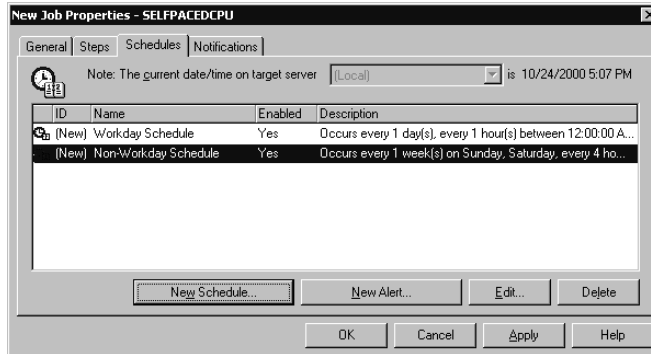 New Job Properties - SELFPACEDCPU
General Steps Schedules Notifications
Note: The current date/time on target server (Local) is 10/24/2000 5:07 PM
ID Name Enabled Description
(New) Workday Schedule Yes Occurs every 1 day(s), every 1 hour(s) between 12:00:00 A...
(New) Non-Workday Schedule Yes Occurs every 1 week(s) on Sunday, Saturday, every 4 ho...
New Schedule... New Alert... Edit... Delete
OK Cancel Apply Help